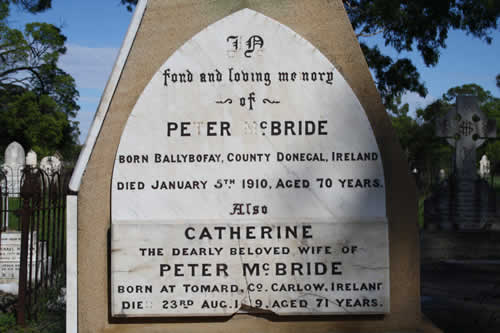 IN
fond and loving memory
of
PETER McBRIDE
BORN BALLYBOFAY, COUNTY DONEGAL, IRELAND
DIED JANUARY 5TH 1910, AGED 70 YEARS.
Also
CATHERINE
THE DEARLY BELOVED WIFE OF
PETER McBRIDE
BORN AT TOMARD, Co. CARLOW, IRELAND
DIED 23RD AUG. AGED 71 YEARS.